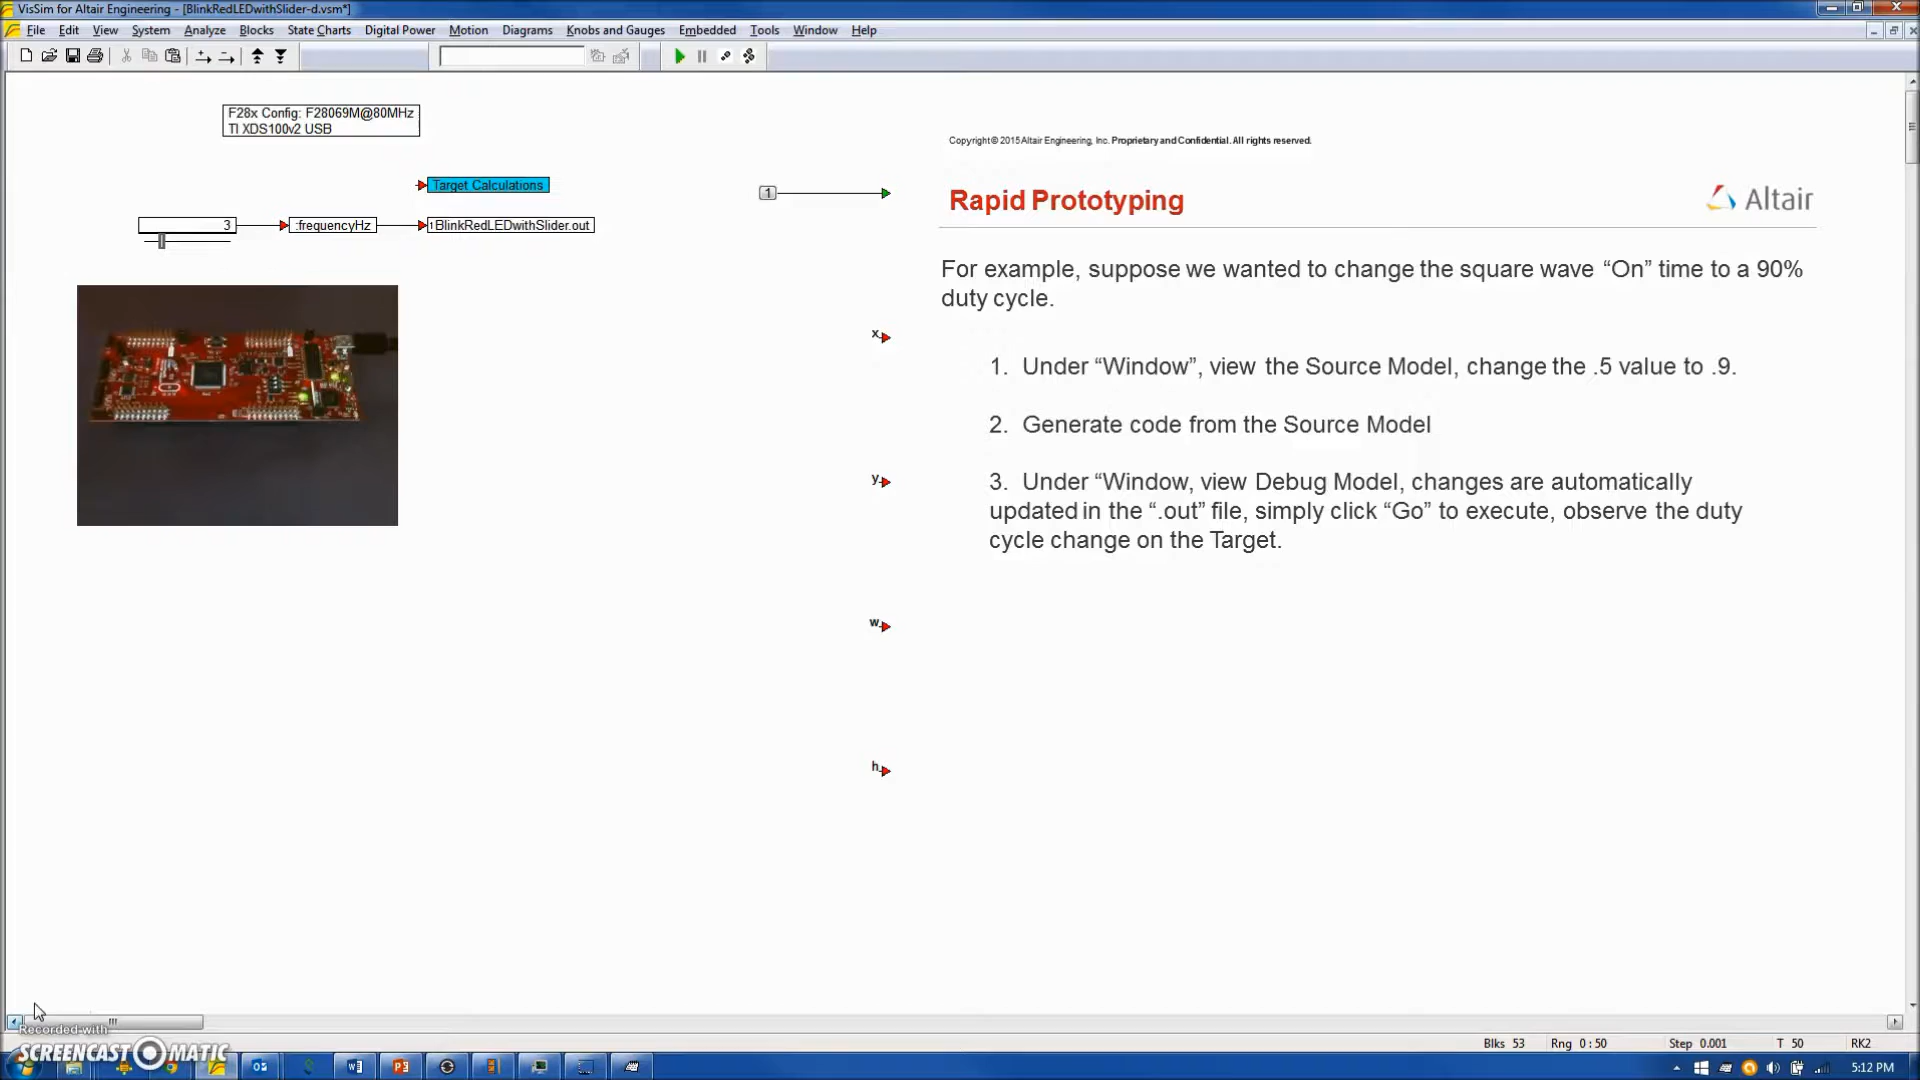 VisSim for Altair Engineering - [BlinkRedLEDwithSlider-d.vsm*]
File Edit View System Analyze Blocks State Charts Digital Power Motion Diagrams Knobs and Gauges Embedded Tools Window Help
F28x Config: F28069M@80MHz
TI XDS100v2 USB
Copyright © 2015 Altair Engineering, Inc. Proprietary and Confidential. All rights reserved.
Target Calculations
1
Rapid Prototyping
Altair
3
:frequencyHz
1BlinkRedLEDwithSlider.out
For example, suppose we wanted to change the square wave “On” time to a 90%
duty cycle.
x
1. Under “Window”, view the Source Model, change the .5 value to .9.
2. Generate code from the Source Model
y
3. Under “Window, view Debug Model, changes are automatically
updated in the “.out” file, simply click “Go” to execute, observe the duty
cycle change on the Target.
w
h
Recorded with
SCREENCAST MATIC
Blks 53 Rng 0:50 Step 0.001 T 50 RK2
5:12 PM